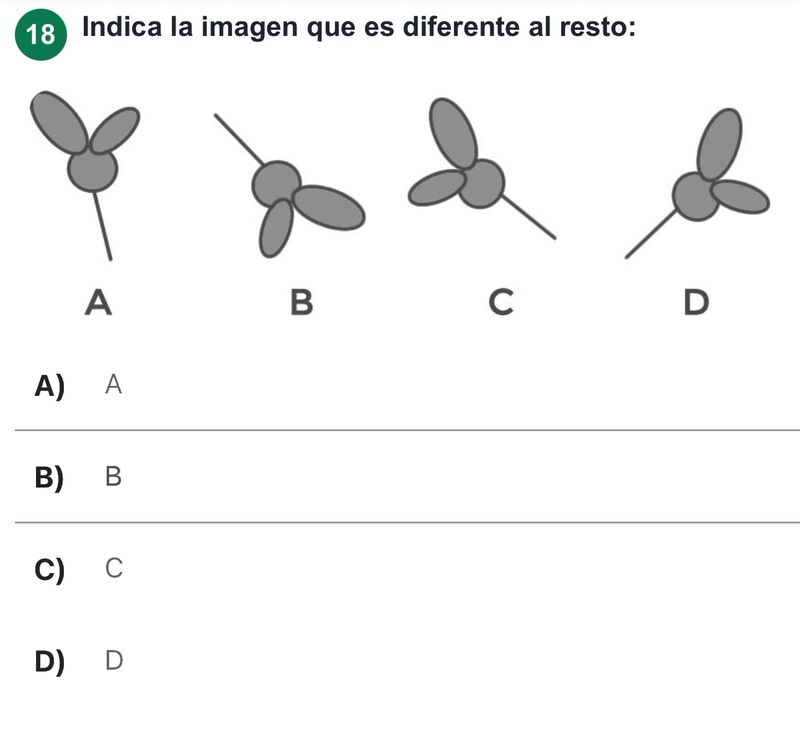 18 Indica la imagen que es diferente al resto:
A B C D
A) A
B) B
C) C
D) D